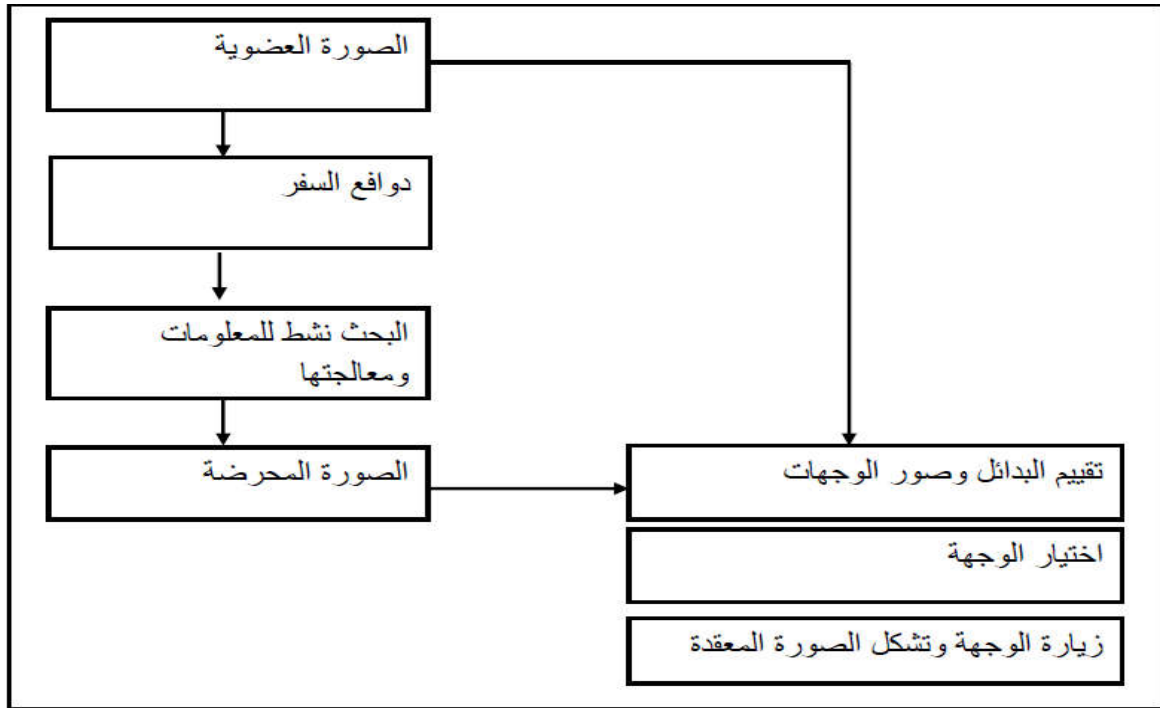 الصورة العضوية
دوافع السفر
البحث نشط للمعلومات
ومعالجتها
الصورة المحرضة
تقييم البدائل وصور الوجهات
اختيار الوجهة
زيارة الوجهة وتشكل الصورة المعقدة